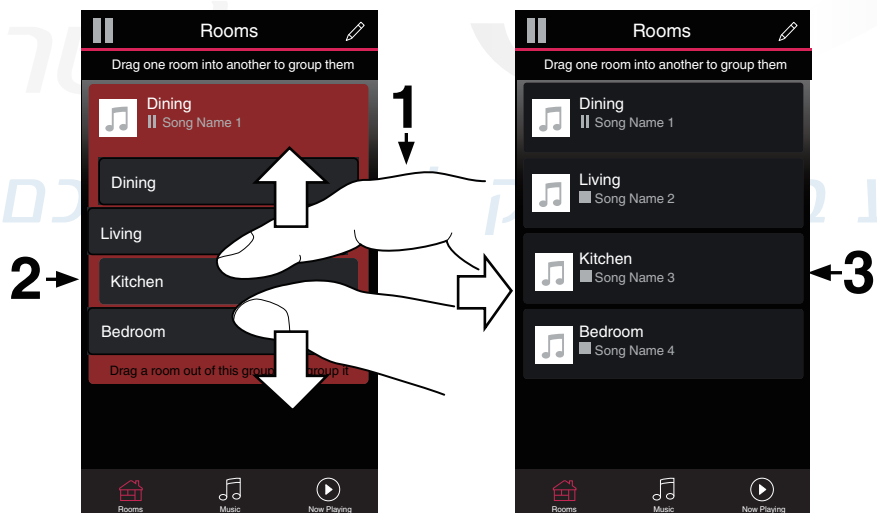 Rooms
Drag one room into another to group them
Dining
Song Name 1
Dining
Living
Kitchen
Bedroom
Drag a room out of this group
group it
Rooms
Music
Now Playing
1
2
Rooms
Drag one room into another to group them
Dining
Song Name 1
Living
Song Name 2
Kitchen
Song Name 3
Bedroom
Song Name 4
Rooms
Music
Now Playing
3